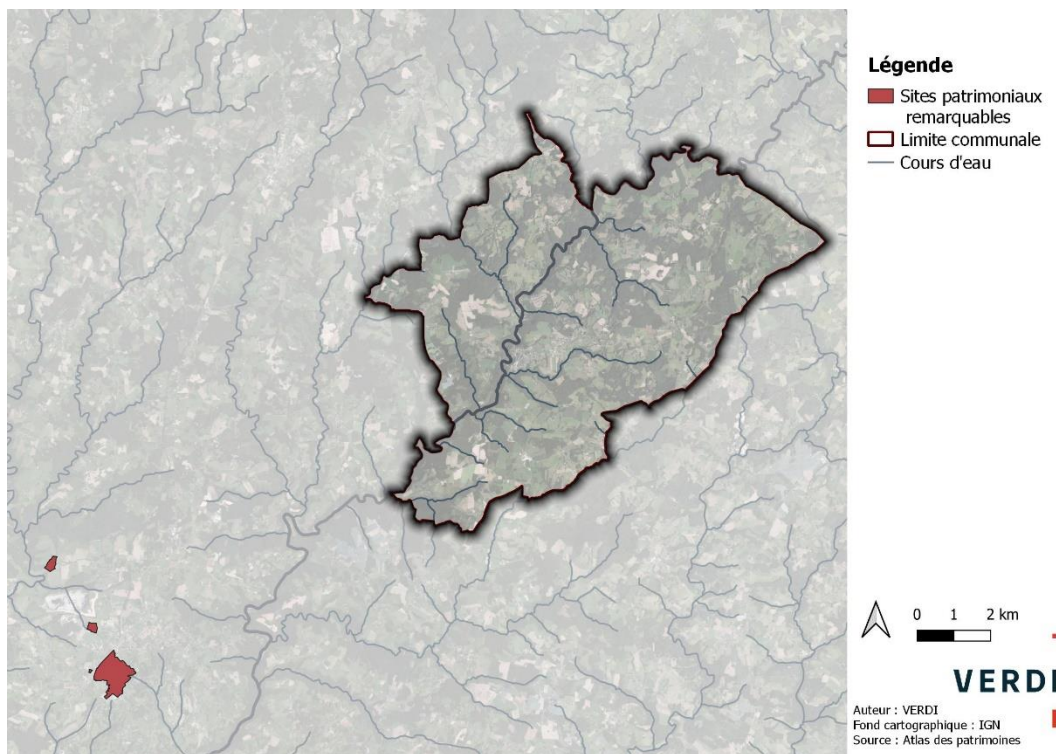 Légende
Sites patrimoniaux
remarquables
Limite communale
Cours d'eau
0 1 2 km
VERDI
Auteur : VERDI
Fond cartographique : IGN
Source : Atlas des patrimoines